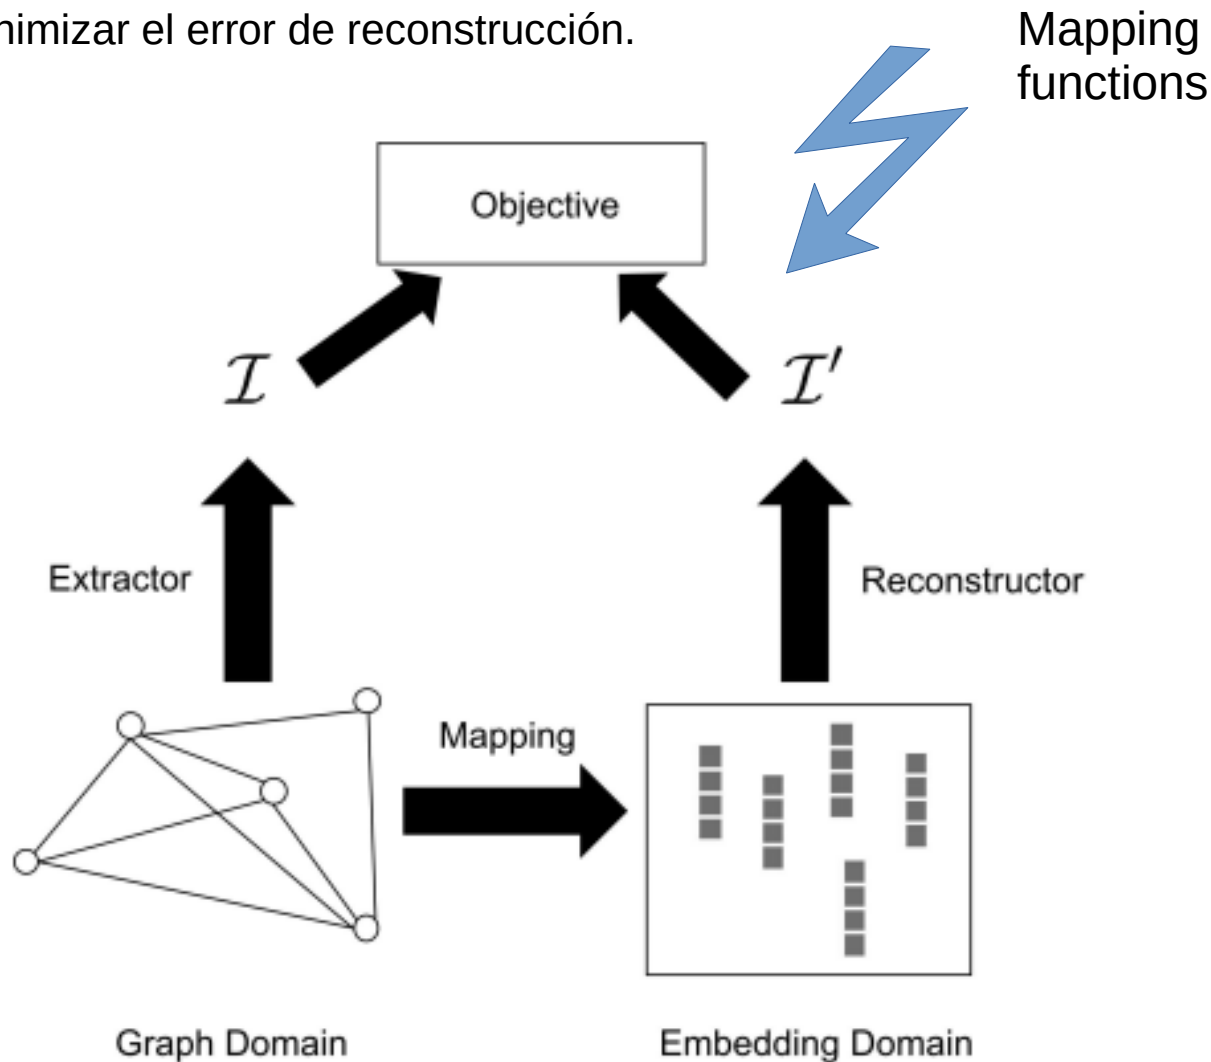 nimizar el error de reconstrucción.
Mapping
functions
Objective
I
I′
Extractor
Reconstructor
Mapping
Graph Domain
Embedding Domain